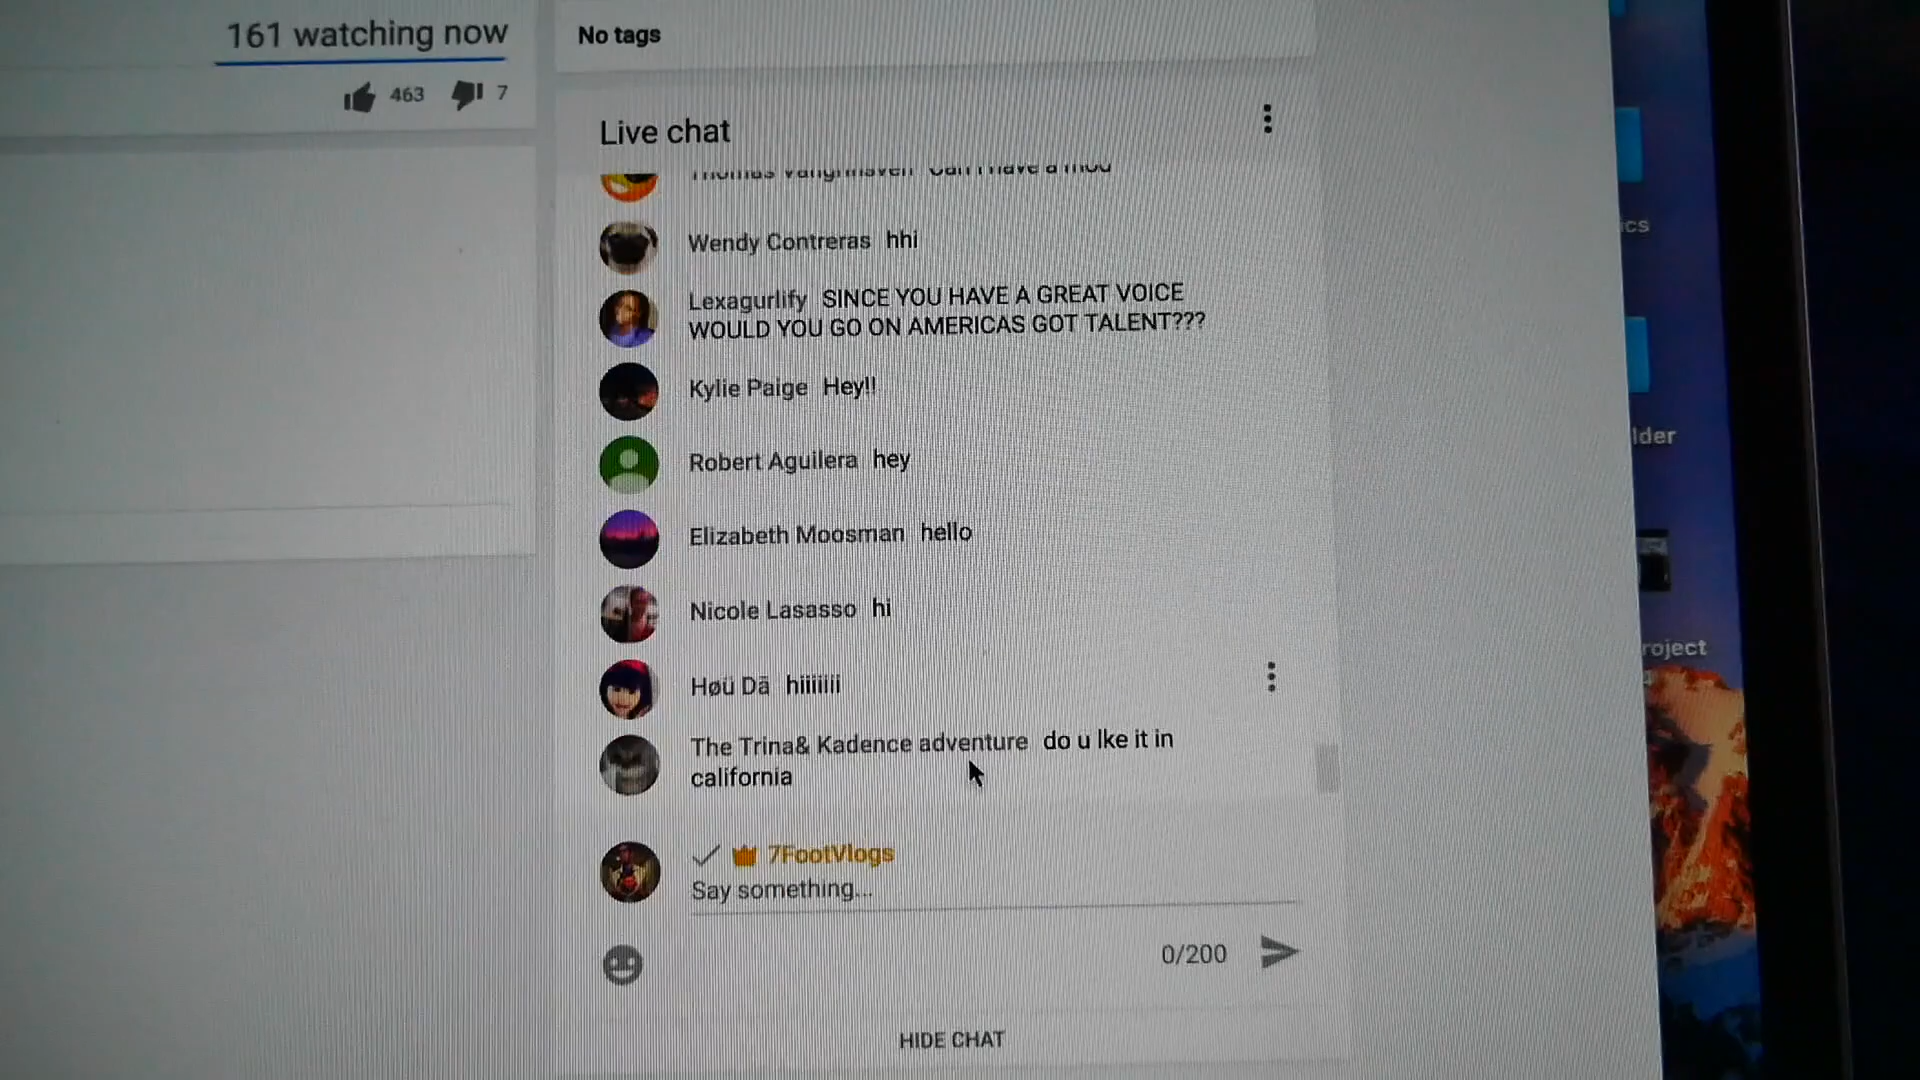 161 watching now
No tags
463 7
Live chat
Wendy Contreras hhi
Lexagurlify SINCE YOU HAVE A GREAT VOICE
WOULD YOU GO ON AMERICAS GOT TALENT???
Kylie Paige Hey!!
Robert Aguilera hey
Elizabeth Moosman hello
Nicole Lasasso hi
Høü Dā hiiiiiii
The Trina& Kadence adventure do u lke it in
california
7FootVlogs
Say something...
0/200
HIDE CHAT
ics
lder
roject